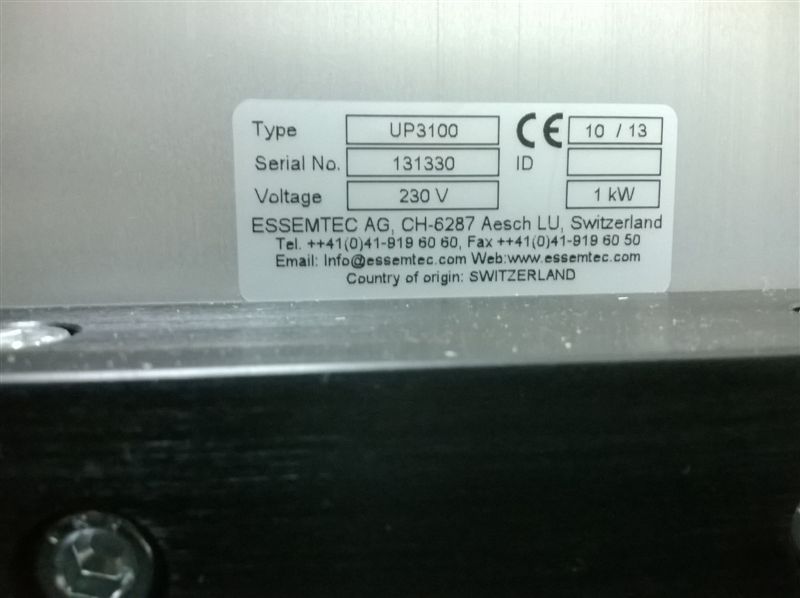 Type UP3100 CE 10 / 13
Serial No. 131330 ID
Voltage 230 V 1 kW
ESSEMTEC AG, CH-6287 Aesch LU, Switzerland
Tel. ++41(0)41-919 60 60, Fax ++41(0)41-919 60 50
Email: Info@essemtec.com Web:www.essemtec.com
Country of origin: SWITZERLAND